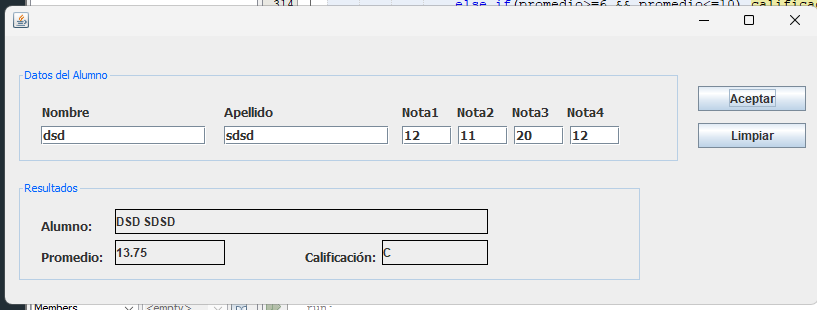 314
else if(promedio>=6 && promedio<=10) califica
Datos del Alumno
Nombre Apellido Nota1 Nota2 Nota3 Nota4
dsd sdsd 12 11 20 12
Aceptar
Limpiar
Resultados
Alumno: DSD SDSD
Promedio: 13.75 Calificación: C
Members <empty>
run: